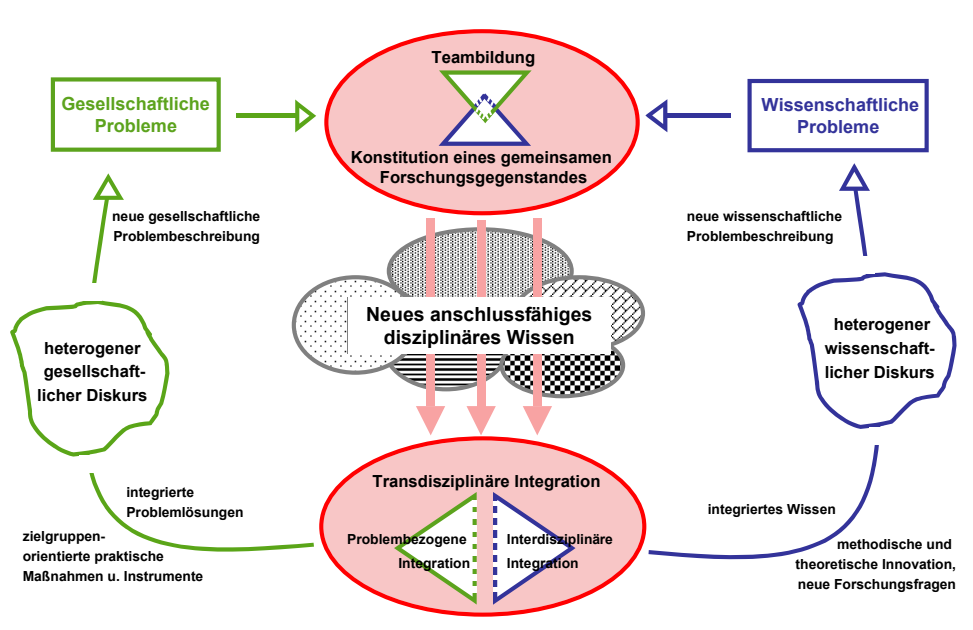 Teambildung
Gesellschaftliche
Probleme
Wissenschaftliche
Probleme
Konstitution eines gemeinsamen
Forschungsgegenstandes
neue gesellschaftliche
Problembeschreibung
neue wissenschaftliche
Problembeschreibung
Neues anschlussfähiges
disziplinäres Wissen
heterogener
gesellschaft-
licher Diskurs
heterogener
wissenschaft-
licher Diskurs
Transdisziplinäre Integration
Problembezogene
Integration
Interdisziplinäre
Integration
integrierte
Problemlösungen
integriertes Wissen
zielgruppen-
orientierte praktische
Maßnahmen u. Instrumente
methodische und
theoretische Innovation,
neue Forschungsfragen